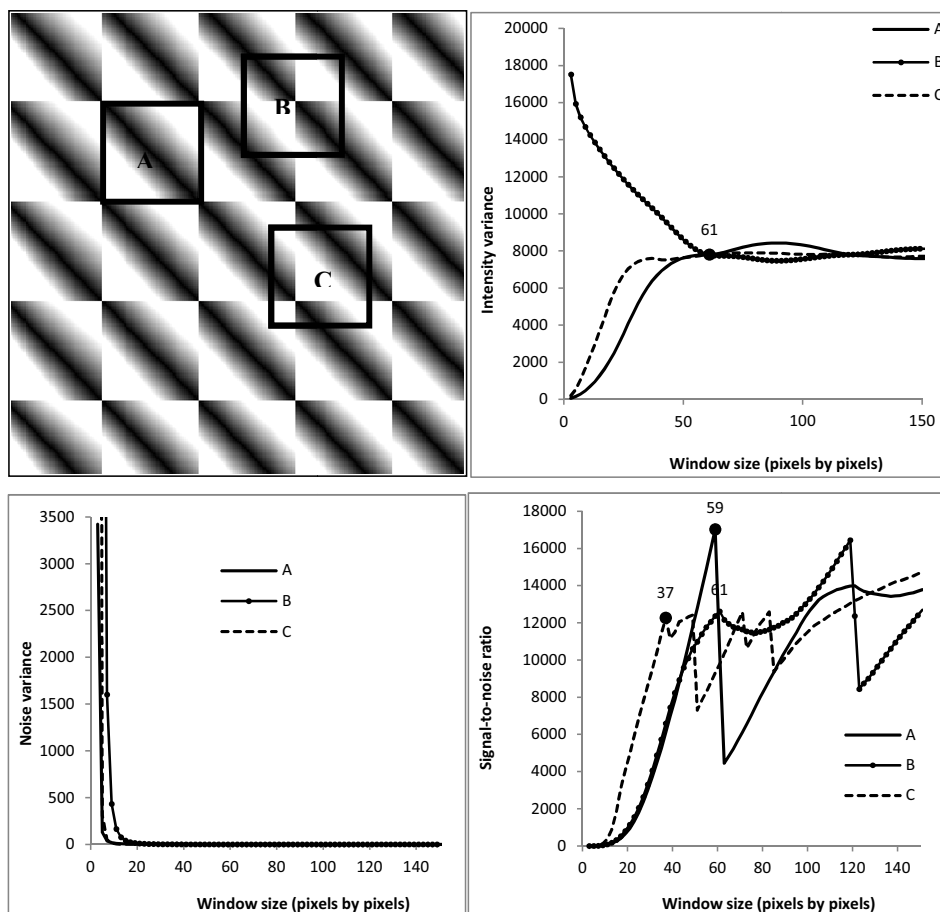 A
B
C
18000
16000
14000
12000
10000
8000
6000
4000
2000
0
0
50
100
150
61
Intensity variance
Window size (pixels by pixels)
A
B
C
3500
3000
2500
2000
1500
1000
500
0
0 20 40 60 80 100 120 140
Noise variance
Window size (pixels by pixels)
A
B
C
18000
16000
14000
12000
10000
8000
6000
4000
2000
0
0 20 40 60 80 100 120 140
59
37
61
Signal-to-noise ratio
Window size (pixels by pixels)
A
B
C